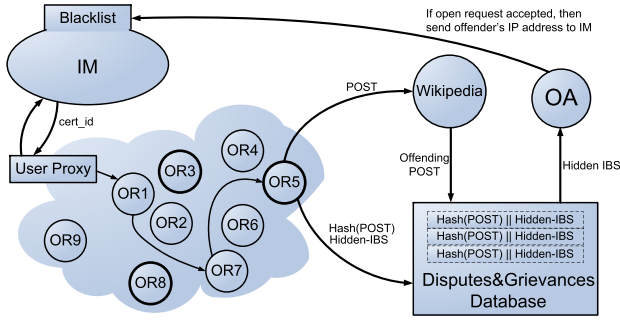 Blacklist
If open request accepted, then
send offender's IP address to IM
IM
POST
Wikipedia
OA
cert_id
OR4
OR3
Offending
POST
Hidden IBS
User Proxy
OR5
OR1
OR2
OR6
Hash(POST)
Hidden-IBS
Hash(POST) || Hidden-IBS
Hash(POST) || Hidden-IBS
Hash(POST) || Hidden-IBS
OR9
OR7
OR8
Disputes&Grievances
Database